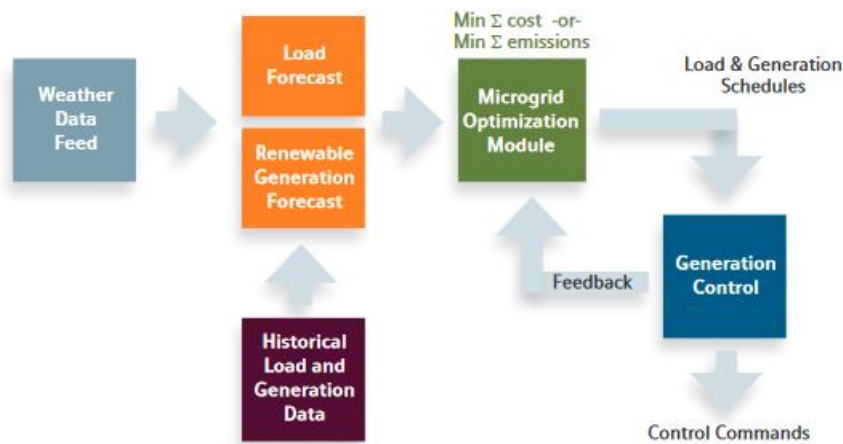 Min Σ cost -or-
Min Σ emissions
Weather
Data
Feed
Load
Forecast
Renewable
Generation
Forecast
Microgrid
Optimization
Module
Load & Generation
Schedules
Feedback
Generation
Control
Historical
Load and
Generation
Data
Control Commands